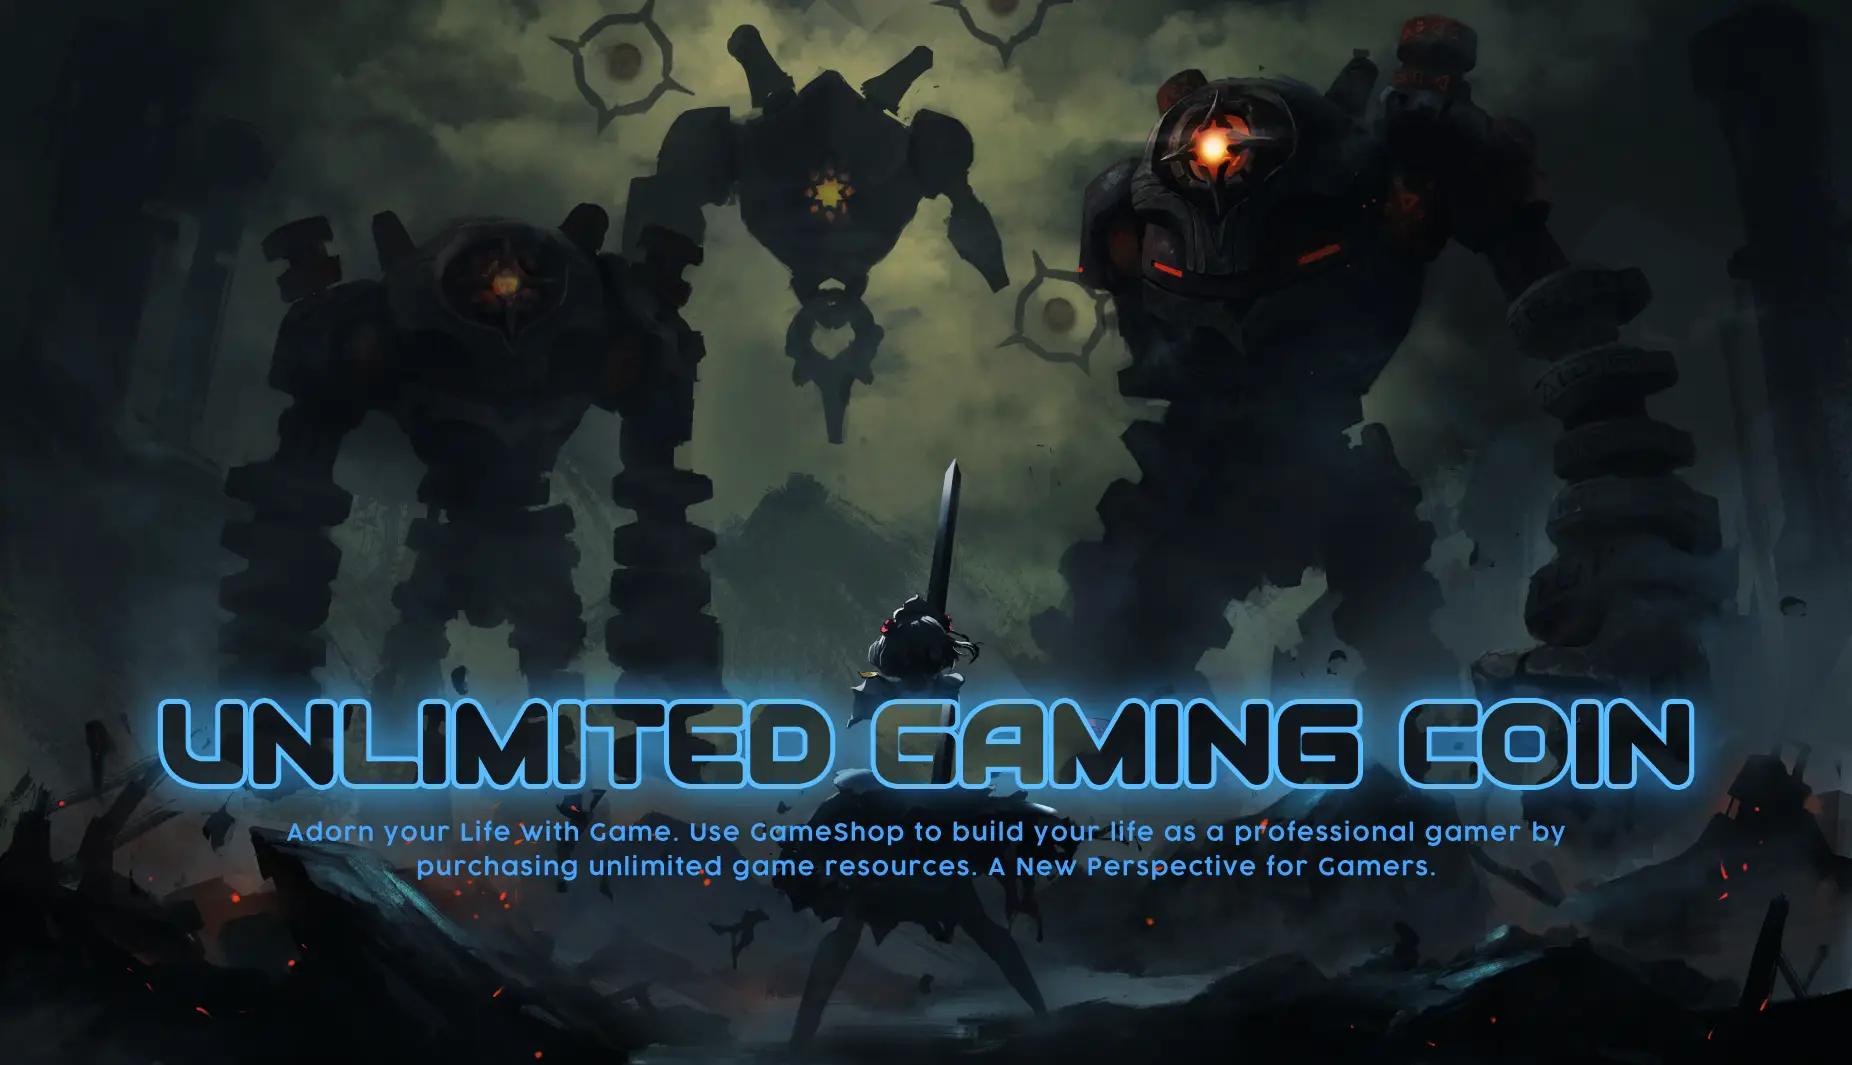 UNLIMITED GAMING COIN
Adorn your Life with Game. Use GameShop to build your life as a professional gamer by
purchasing unlimited game resources. A New Perspective for Gamers.